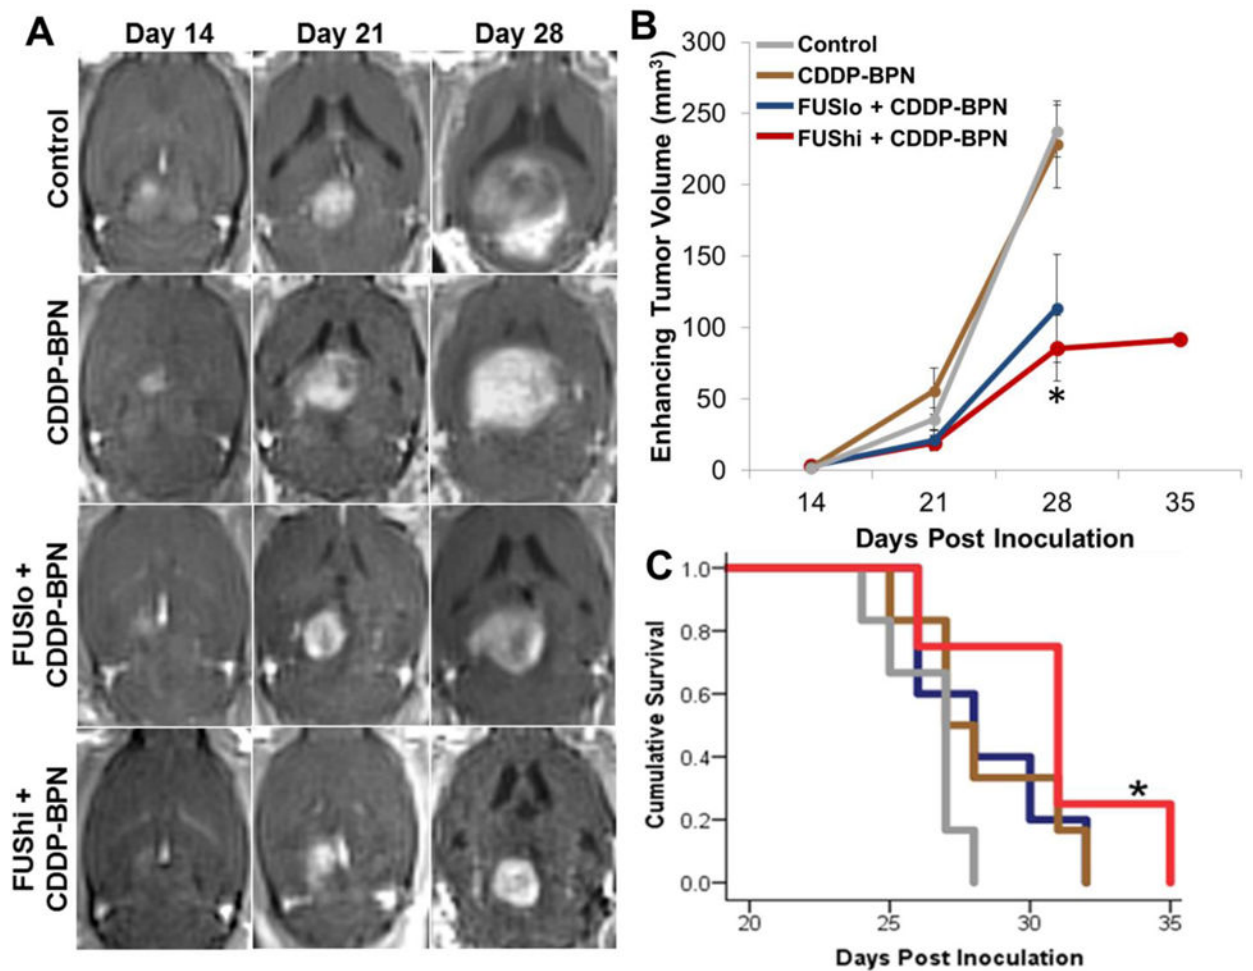 A
Day 14 Day 21 Day 28
Control
CDDP-BPN
FUSlo +
CDDP-BPN
FUShi +
CDDP-BPN
B
Enhancing Tumor Volume (mm³)
300
250
200
150
100
50
0
Control
CDDP-BPN
FUSlo + CDDP-BPN
FUShi + CDDP-BPN
*
14 21 28 35
Days Post Inoculation
C
Cumulative Survival
1.0
0.8
0.6
0.4
0.2
0.0
*
20 25 30 35
Days Post Inoculation